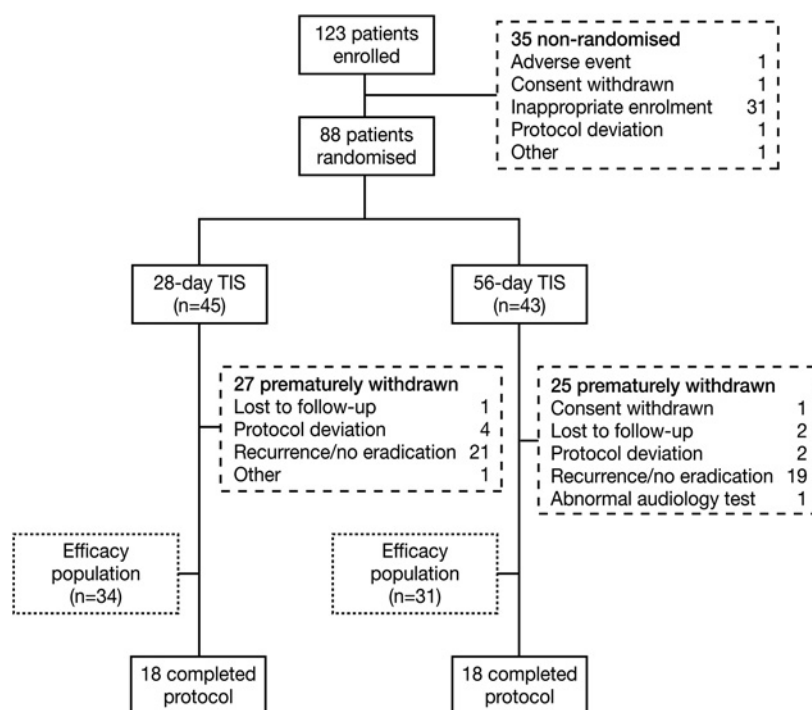 123 patients
enrolled
35 non-randomised
Adverse event 1
Consent withdrawn 1
Inappropriate enrolment 31
Protocol deviation 1
Other 1
88 patients
randomised
28-day TIS
(n=45)
56-day TIS
(n=43)
27 prematurely withdrawn
Lost to follow-up 1
Protocol deviation 4
Recurrence/no eradication 21
Other 1
25 prematurely withdrawn
Consent withdrawn 1
Lost to follow-up 2
Protocol deviation 2
Recurrence/no eradication 19
Abnormal audiology test 1
Efficacy
population
(n=34)
Efficacy
population
(n=31)
18 completed
protocol
18 completed
protocol